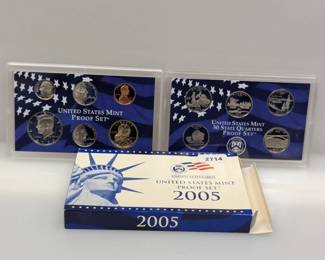 UNITED STATES MINT
PROOF SET
UNITED STATES MINT
50 STATE QUARTERS
PROOF SET
2714
UNITED STATES MINT
PROOF SET
2005
2005